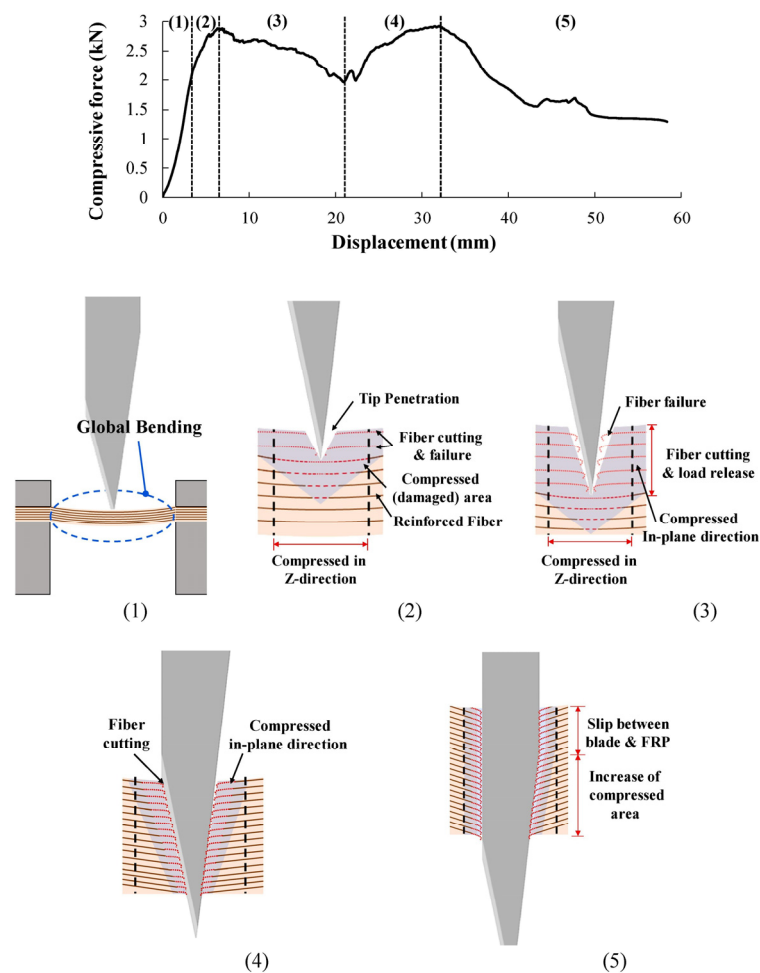 (1) (2) (3) (4) (5)
3
2.5
2
1.5
1
0.5
0
Compressive force (kN)
0 10 20 30 40 50 60
Displacement (mm)
Global Bending
(1)
Tip Penetration
Fiber cutting
& failure
Compressed
(damaged) area
Reinforced Fiber
Compressed in
Z-direction
(2)
Fiber failure
Fiber cutting
& load release
Compressed
In-plane direction
Compressed in
Z-direction
(3)
Fiber
cutting
Compressed
in-plane direction
(4)
Slip between
blade & FRP
Increase of
compressed
area
(5)